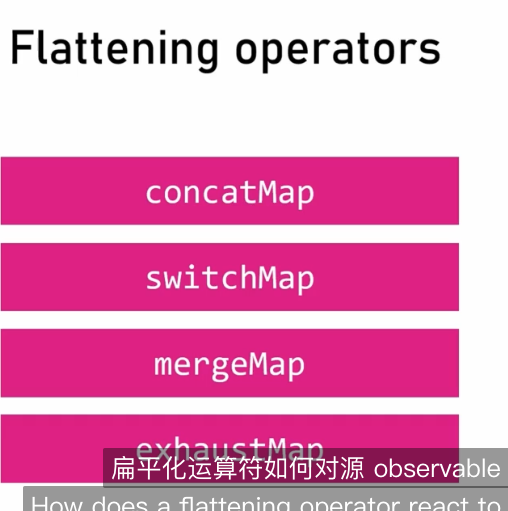 Flattening operators
concatMap
switchMap
mergeMap
exhaustMap
扁平化运算符如何对源 observable
How does a flattening operator react to